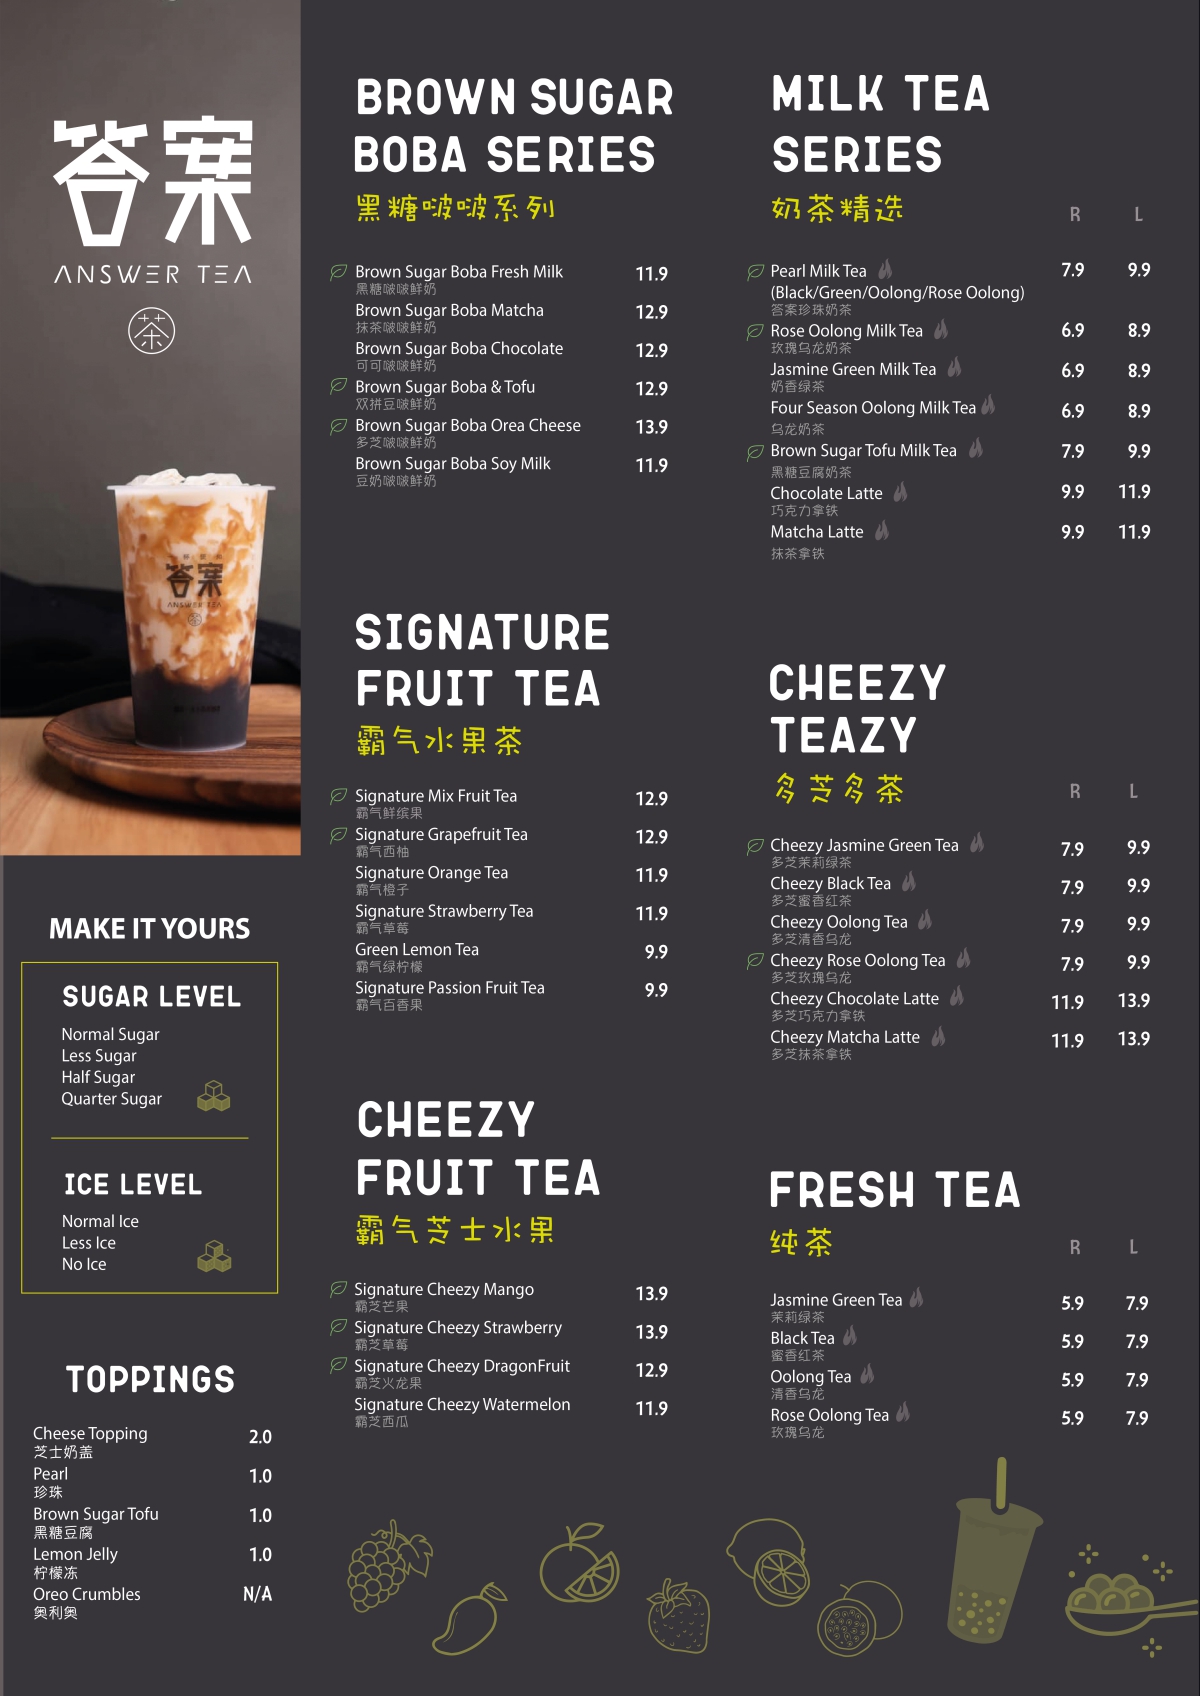 答案
ANSWER TEA
茶
答案
ANSWER TEA
MAKE IT YOURS
SUGAR LEVEL
Normal Sugar
Less Sugar
Half Sugar
Quarter Sugar
ICE LEVEL
Normal Ice
Less Ice
No Ice
TOPPINGS
Cheese Topping 2.0
芝士奶盖
Pearl 1.0
珍珠
Brown Sugar Tofu 1.0
黑糖豆腐
Lemon Jelly 1.0
柠檬冻
Oreo Crumbles N/A
奥利奥
BROWN SUGAR
BOBA SERIES
黑糖啵啵系列
Brown Sugar Boba Fresh Milk 11.9
黑糖啵啵鲜奶
Brown Sugar Boba Matcha 12.9
抹茶啵啵鲜奶
Brown Sugar Boba Chocolate 12.9
可可啵啵鲜奶
Brown Sugar Boba & Tofu 12.9
双拼豆啵鲜奶
Brown Sugar Boba Orea Cheese 13.9
多芝啵啵鲜奶
Brown Sugar Boba Soy Milk 11.9
豆奶啵啵鲜奶
SIGNATURE
FRUIT TEA
霸气水果茶
Signature Mix Fruit Tea 12.9
霸气鲜缤果
Signature Grapefruit Tea 12.9
霸气西柚
Signature Orange Tea 11.9
霸气橙子
Signature Strawberry Tea 11.9
霸气草莓
Green Lemon Tea 9.9
霸气绿柠檬
Signature Passion Fruit Tea 9.9
霸气百香果
CHEEZY
FRUIT TEA
霸气芝士水果
Signature Cheezy Mango 13.9
霸芝芒果
Signature Cheezy Strawberry 13.9
霸芝草莓
Signature Cheezy DragonFruit 12.9
霸芝火龙果
Signature Cheezy Watermelon 11.9
霸芝西瓜
MILK TEA
SERIES
奶茶精选 R L
Pearl Milk Tea 7.9 9.9
(Black/Green/Oolong/Rose Oolong)
答案珍珠奶茶
Rose Oolong Milk Tea 6.9 8.9
玫瑰乌龙奶茶
Jasmine Green Milk Tea 6.9 8.9
奶香绿茶
Four Season Oolong Milk Tea 6.9 8.9
乌龙奶茶
Brown Sugar Tofu Milk Tea 7.9 9.9
黑糖豆腐奶茶
Chocolate Latte 9.9 11.9
巧克力拿铁
Matcha Latte 9.9 11.9
抹茶拿铁
CHEEZY
TEAZY
多芝多茶 R L
Cheezy Jasmine Green Tea 7.9 9.9
多芝茉莉绿茶
Cheezy Black Tea 7.9 9.9
多芝蜜香红茶
Cheezy Oolong Tea 7.9 9.9
多芝清香乌龙
Cheezy Rose Oolong Tea 7.9 9.9
多芝玫瑰乌龙
Cheezy Chocolate Latte 11.9 13.9
多芝巧克力拿铁
Cheezy Matcha Latte 11.9 13.9
多芝抹茶拿铁
FRESH TEA
纯茶 R L
Jasmine Green Tea 5.9 7.9
茉莉绿茶
Black Tea 5.9 7.9
蜜香红茶
Oolong Tea 5.9 7.9
清香乌龙
Rose Oolong Tea 5.9 7.9
玫瑰乌龙